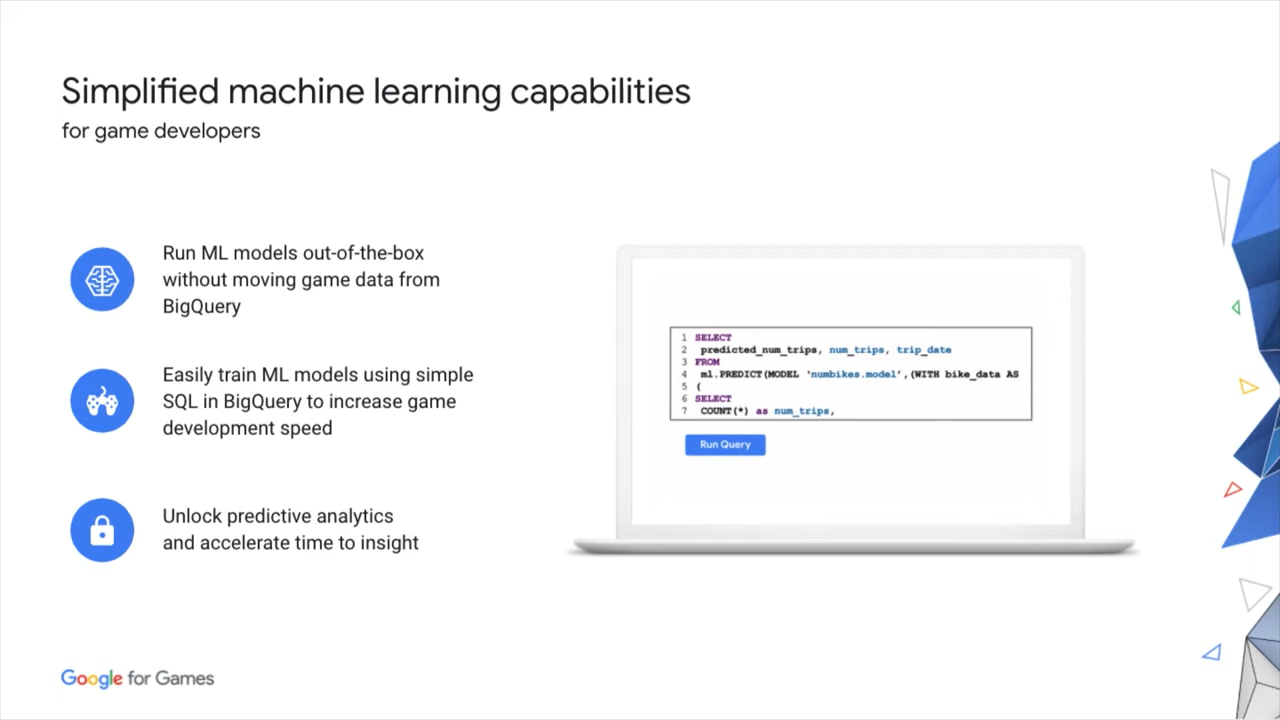 Simplified machine learning capabilities
for game developers
Run ML models out-of-the-box
without moving game data from
BigQuery
Easily train ML models using simple
SQL in BigQuery to increase game
development speed
Unlock predictive analytics
and accelerate time to insight
1 SELECT
2 predicted_num_trips, num_trips, trip_date
3 FROM
4 ml.PREDICT(MODEL ‘numbikes.model’,(WITH bike_data AS
5 (
6 SELECT
7 COUNT(*) as num_trips,
Run Query
Google for Games